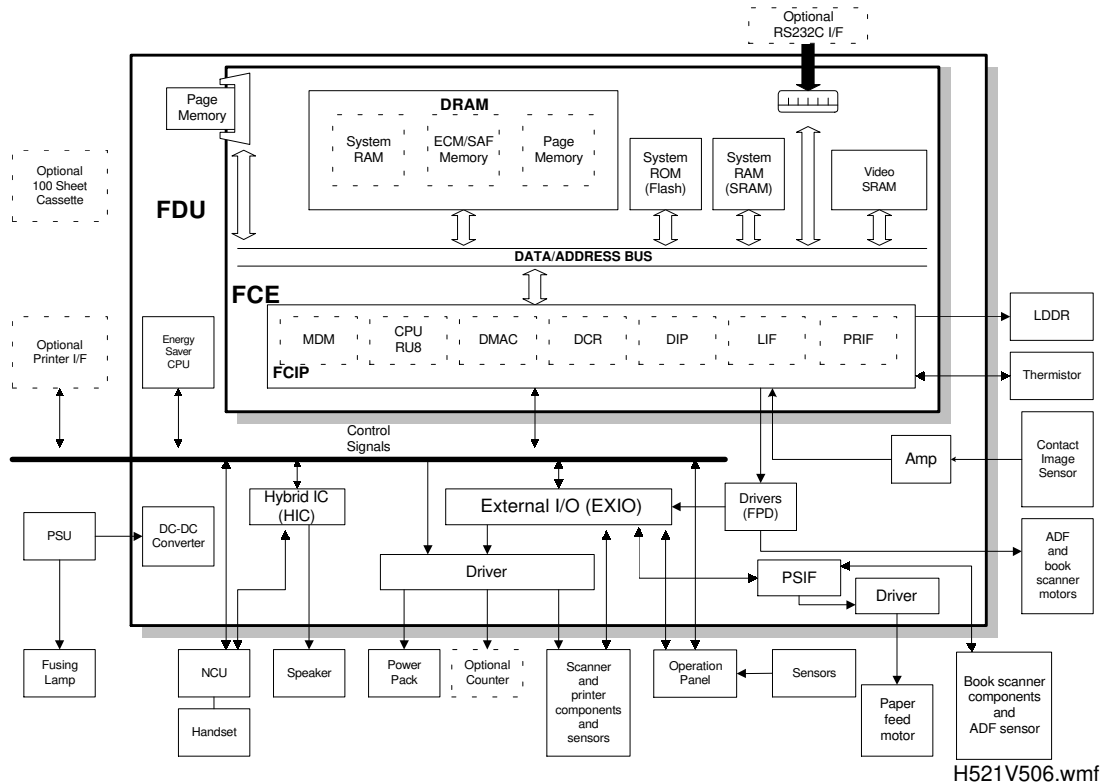 Optional
RS232C I/F
Page
Memory
DRAM
System
RAM
ECM/SAF
Memory
Page
Memory
System
ROM
(Flash)
System
RAM
(SRAM)
Video
SRAM
Optional
100 Sheet
Cassette
FDU
DATA/ADDRESS BUS
FCE
MDM
CPU
RU8
DMAC
DCR
DIP
LIF
PRIF
FCIP
LDDR
Thermistor
Optional
Printer I/F
Energy
Saver
CPU
Control
Signals
Amp
Contact
Image
Sensor
Hybrid IC
(HIC)
External I/O (EXIO)
Drivers
(FPD)
PSU
DC-DC
Converter
ADF
and
book
scanner
motors
Driver
PSIF
Driver
Fusing
Lamp
NCU
Speaker
Power
Pack
Optional
Counter
Scanner
and
printer
components
and
sensors
Operation
Panel
Sensors
Handset
Paper
feed
motor
Book scanner
components
and
ADF sensor
H521V506.wmf